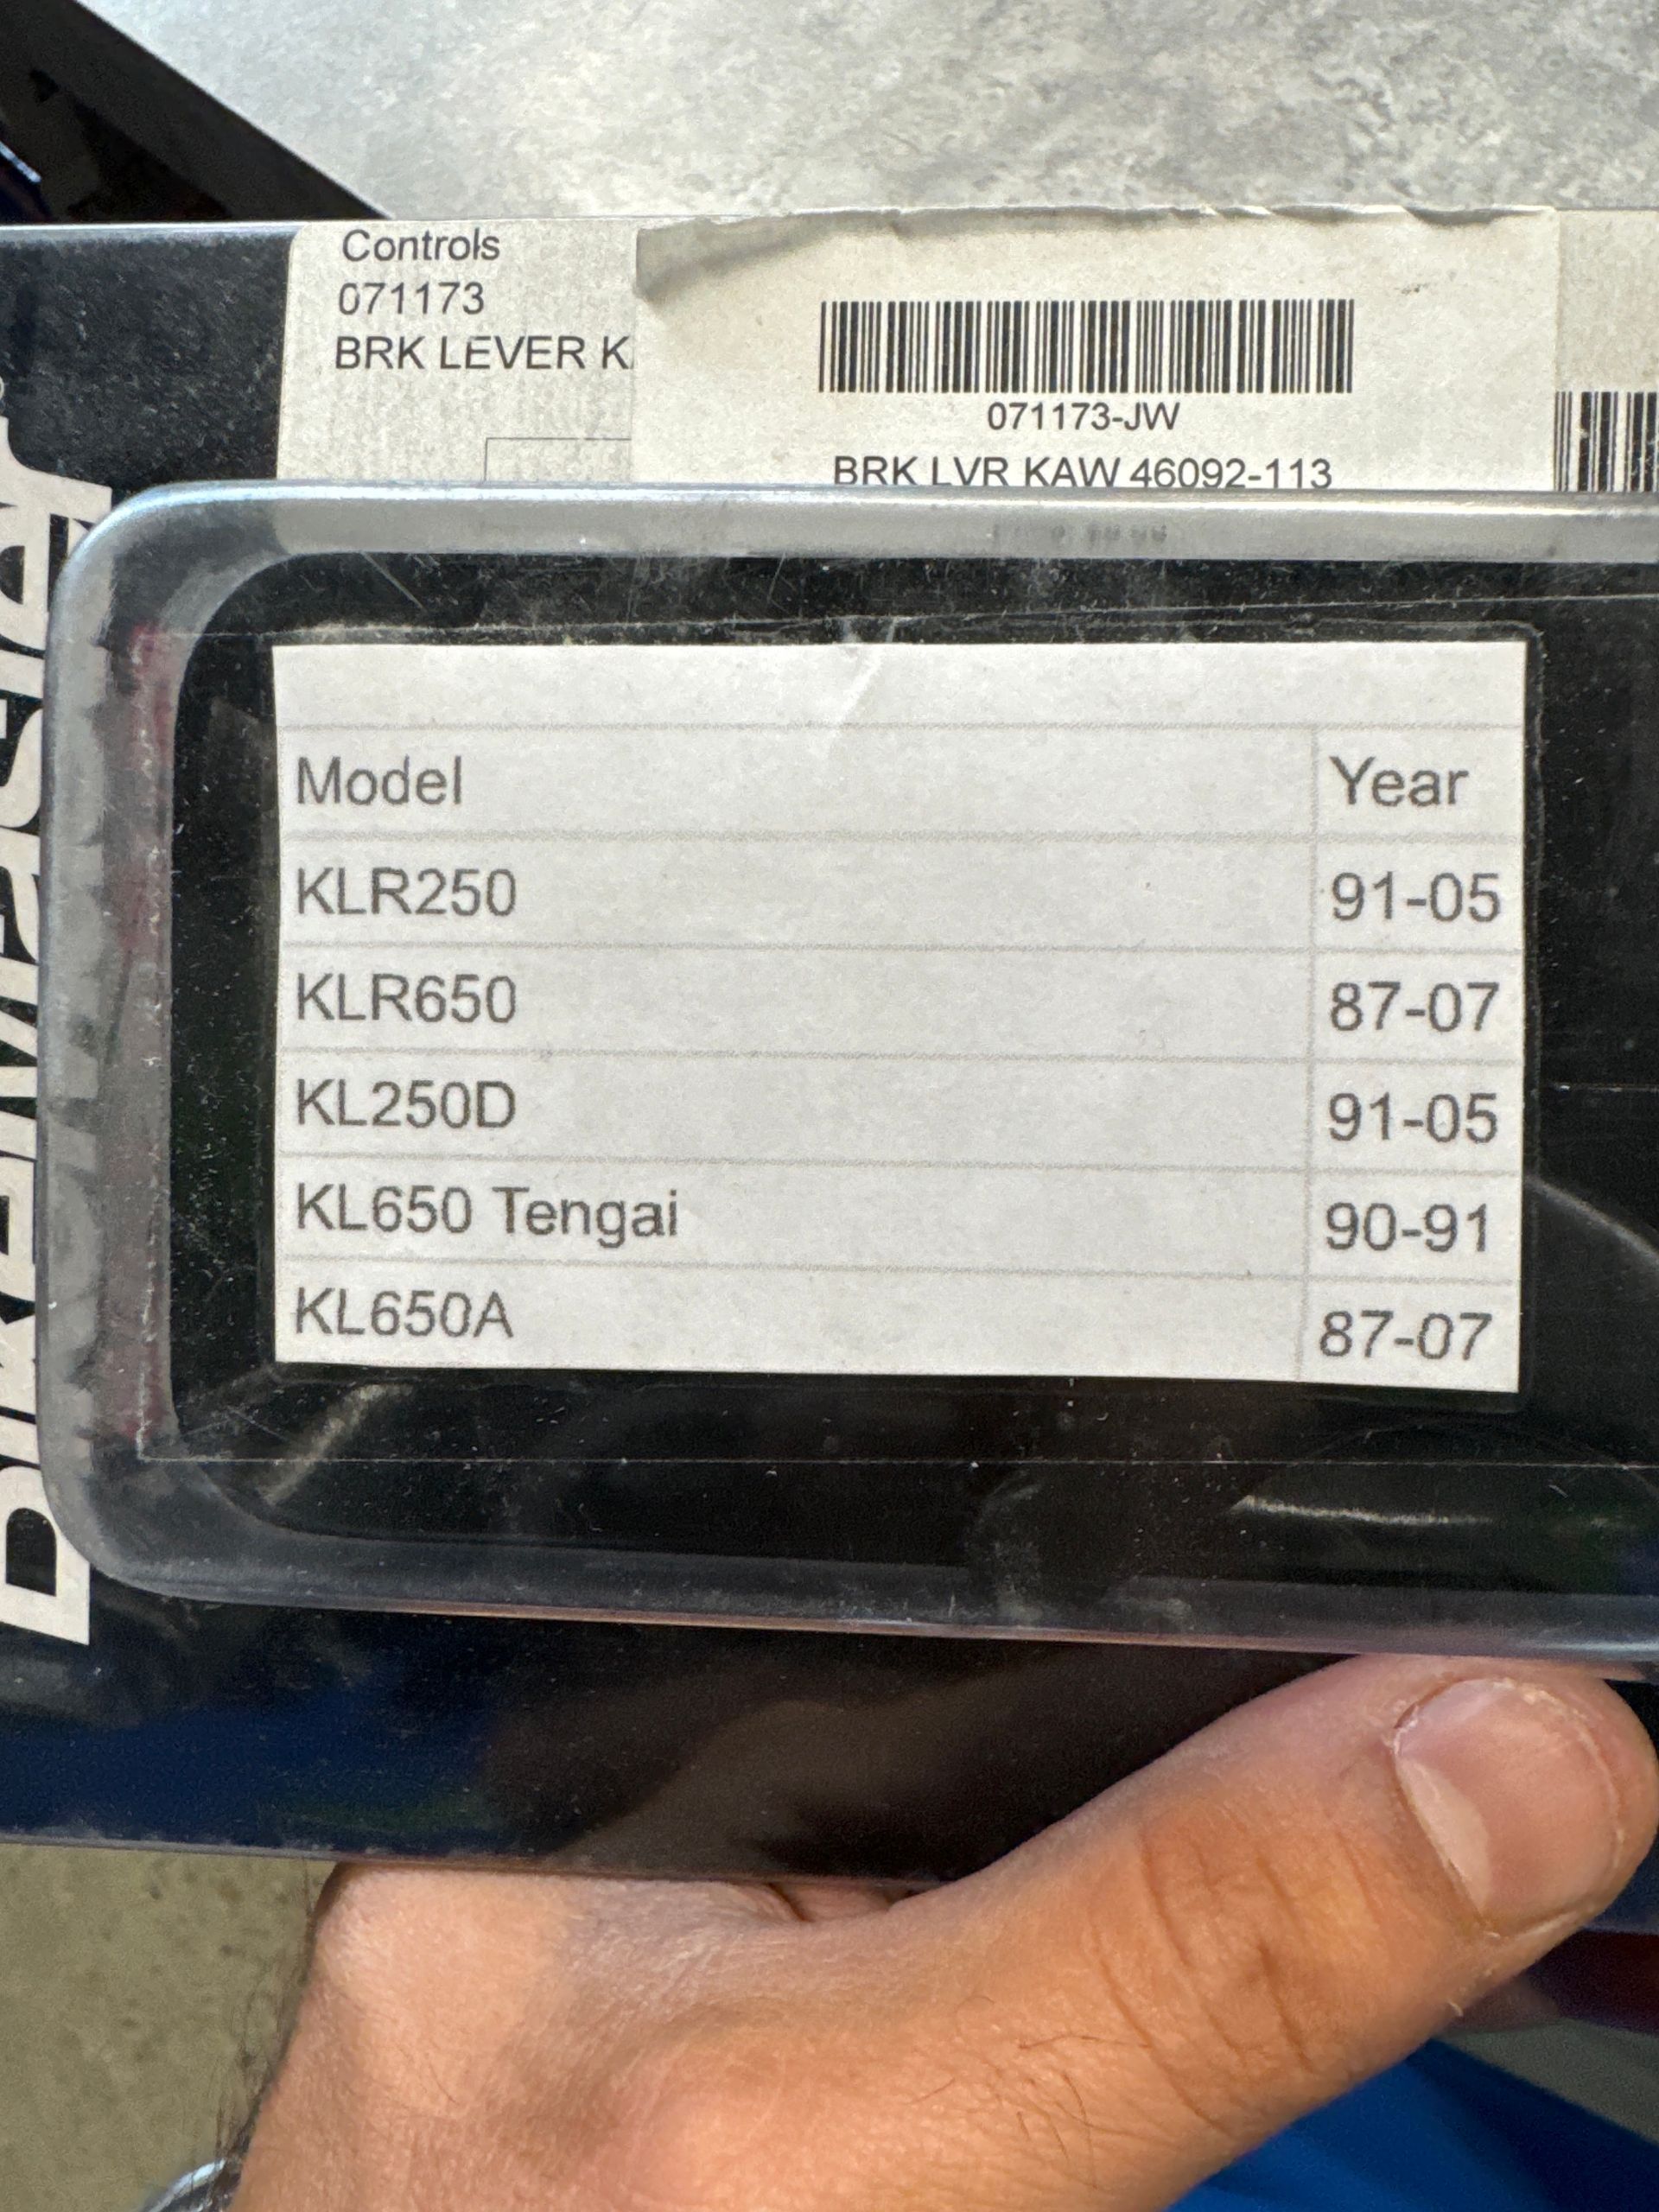 Controls
071173
BRK LEVER K
071173-JW
BRK LVR KAW 46092-113
Model Year
KLR250 91-05
KLR650 87-07
KL250D 91-05
KL650 Tengai 90-91
KL650A 87-07